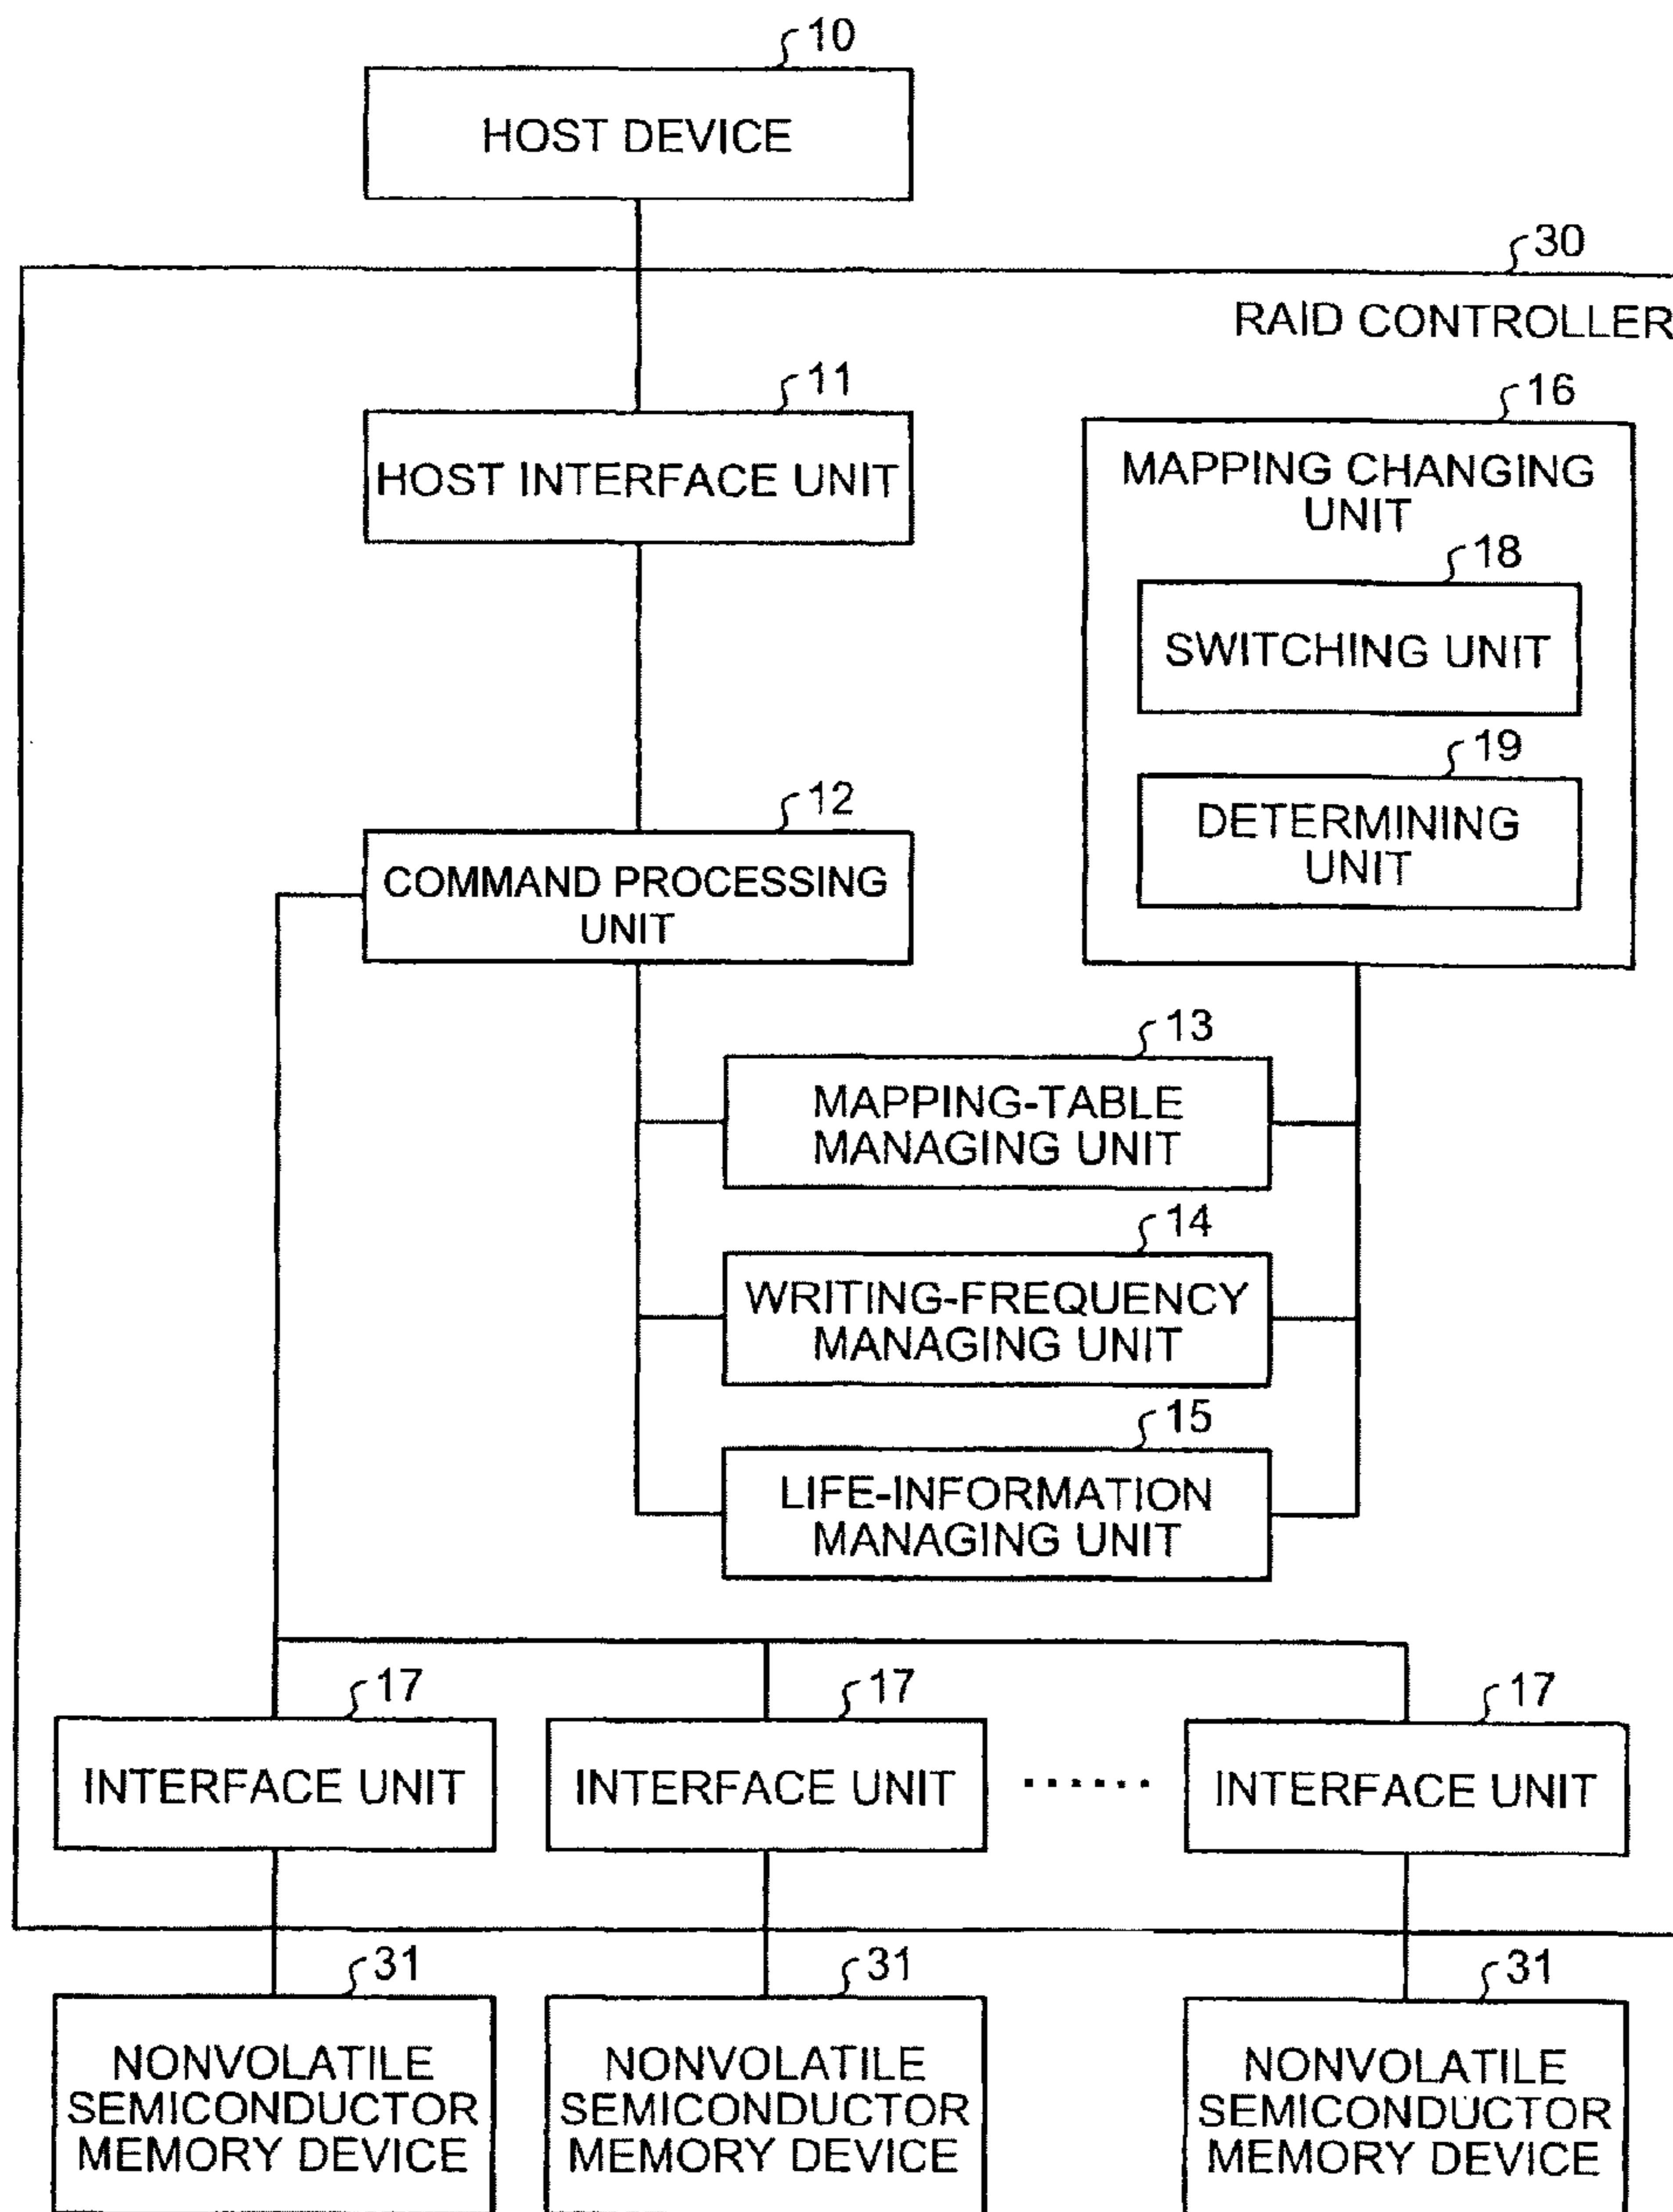 10
HOST DEVICE
30
RAID CONTROLLER
11
HOST INTERFACE UNIT
16
MAPPING CHANGING
UNIT
18
SWITCHING UNIT
19
DETERMINING
UNIT
12
COMMAND PROCESSING
UNIT
13
MAPPING-TABLE
MANAGING UNIT
14
WRITING-FREQUENCY
MANAGING UNIT
15
LIFE-INFORMATION
MANAGING UNIT
17
INTERFACE UNIT
17
INTERFACE UNIT
......
17
INTERFACE UNIT
31
NONVOLATILE
SEMICONDUCTOR
MEMORY DEVICE
31
NONVOLATILE
SEMICONDUCTOR
MEMORY DEVICE
31
NONVOLATILE
SEMICONDUCTOR
MEMORY DEVICE